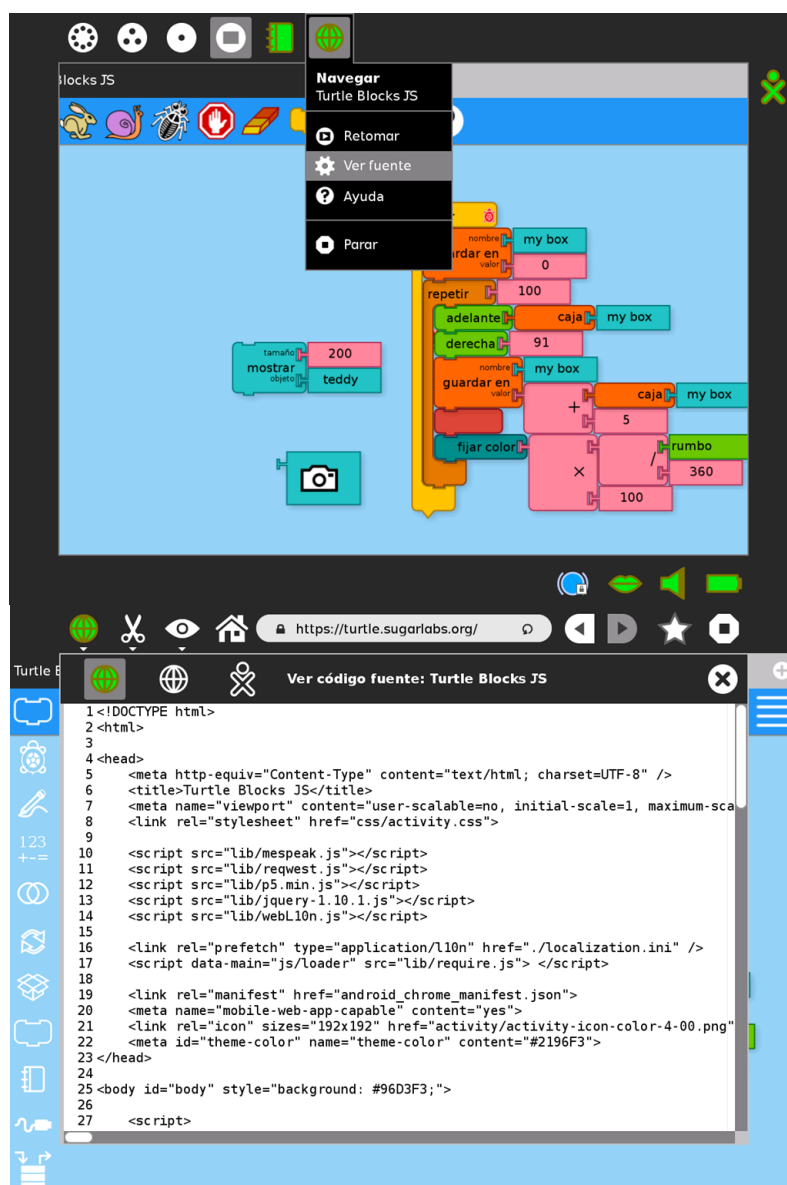 Blocks JS
Navegar
Turtle Blocks JS
Retomar
Ver fuente
Ayuda
Parar
nombre
my box
rdar en
valor
0
repetir
100
adelante
caja
my box
derecha
91
nombre
my box
guardar en
valor
+
caja
my box
5
fijar color
×
/
rumbo
360
100
tamaño
200
mostrar
objeto
teddy
https://turtle.sugarlabs.org/
Turtle B
Ver código fuente: Turtle Blocks JS
123
+-=
1 <!DOCTYPE html>
2 <html>
3
4 <head>
5     <meta http-equiv="Content-Type" content="text/html; charset=UTF-8" />
6     <title>Turtle Blocks JS</title>
7     <meta name="viewport" content="user-scalable=no, initial-scale=1, maximum-sca
8     <link rel="stylesheet" href="css/activity.css">
9
10     <script src="lib/mespeak.js"></script>
11     <script src="lib/reqwest.js"></script>
12     <script src="lib/p5.min.js"></script>
13     <script src="lib/jquery-1.10.1.js"></script>
14     <script src="lib/webL10n.js"></script>
15
16     <link rel="prefetch" type="application/l10n" href="./localization.ini" />
17     <script data-main="js/loader" src="lib/require.js"> </script>
18
19     <link rel="manifest" href="android_chrome_manifest.json">
20     <meta name="mobile-web-app-capable" content="yes">
21     <link rel="icon" sizes="192x192" href="activity/activity-icon-color-4-00.png"
22     <meta id="theme-color" name="theme-color" content="#2196F3">
23 </head>
24
25 <body id="body" style="background: #96D3F3;">
26
27     <script>